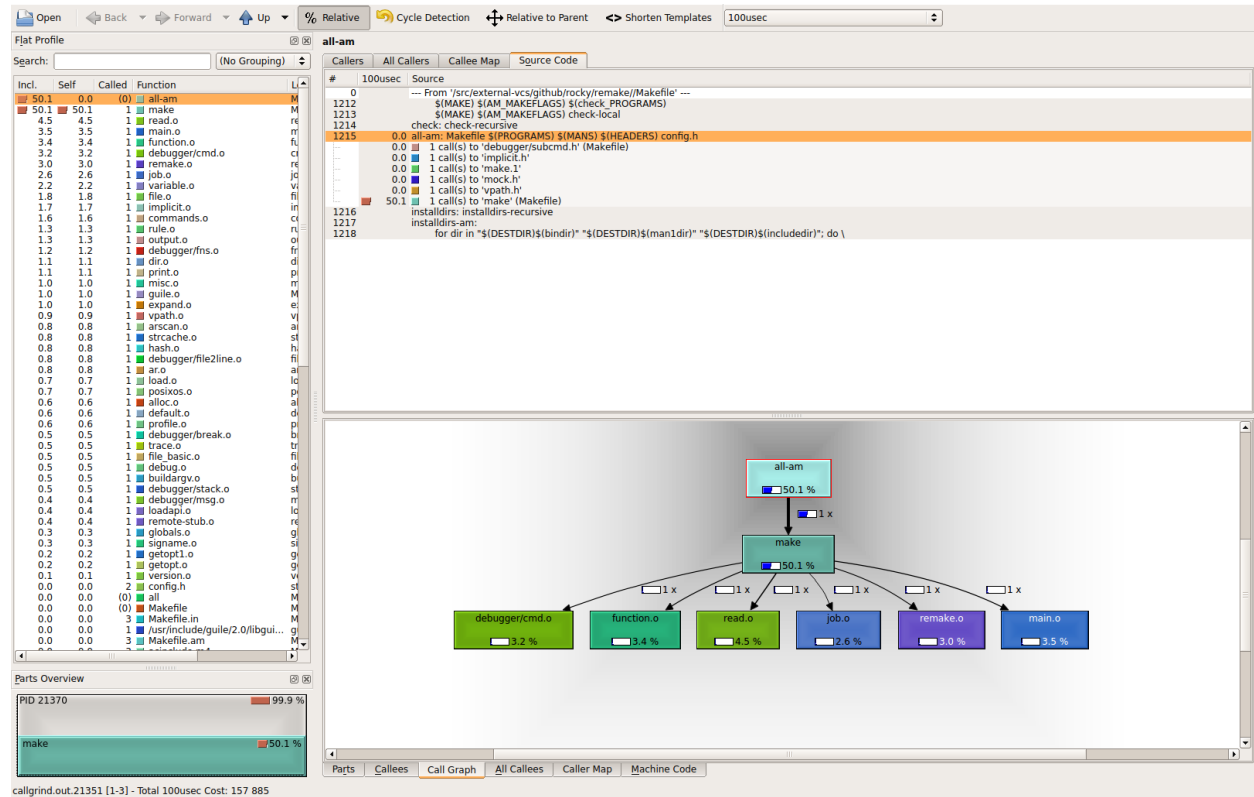 Open Back Forward Up % Relative Cycle Detection Relative to Parent <> Shorten Templates 100usec
Flat Profile
Search: (No Grouping)
Incl. Self Called Function
50.1 0.0 (0) all-am M
50.1 50.1 1 make M
4.5 4.5 1 read.o re
3.5 3.5 1 main.o m
3.4 3.4 1 function.o fu
3.2 3.2 1 debugger/cmd.o
3.0 3.0 1 remake.o re
2.6 2.6 1 job.o jo
2.2 2.2 1 variable.o va
1.8 1.8 1 file.o fil
1.7 1.7 1 implicit.o in
1.6 1.6 1 commands.o co
1.3 1.3 1 rule.o ru
1.3 1.3 1 output.o ou
1.2 1.2 1 debugger/fns.o
1.1 1.1 1 dir.o di
1.1 1.1 1 print.o
1.0 1.0 1 misc.o m
1.0 1.0 1 guile.o M
1.0 1.0 1 expand.o
0.9 0.9 1 vpath.o
0.8 0.8 1 arscan.o
0.8 0.8 1 strcache.o st
0.8 0.8 1 hash.o
0.8 0.8 1 debugger/file2line.o
0.8 0.8 1 ar.o
0.7 0.7 1 load.o lo
0.7 0.7 1 posixos.o
0.6 0.6 1 alloc.o al
0.6 0.6 1 default.o
0.6 0.6 1 profile.o
0.5 0.5 1 debugger/break.o
0.5 0.5 1 trace.o
0.5 0.5 1 file_basic.o
0.5 0.5 1 debug.o
0.5 0.5 1 buildargv.o
0.5 0.5 1 debugger/stack.o st
0.4 0.4 1 debugger/msg.o m
0.4 0.4 1 loadapi.o lo
0.4 0.4 1 remote-stub.o re
0.3 0.3 1 globals.o
0.3 0.3 1 signame.o si
0.2 0.2 1 getopt1.o
0.2 0.2 1 getopt.o
0.1 0.1 1 version.o
0.0 0.0 2 config.h st
0.0 0.0 (0) all M
0.0 0.0 (0) Makefile M
0.0 0.0 3 Makefile.in M
0.0 0.0 1 /usr/include/guile/2.0/libgui...
0.0 0.0 3 Makefile.am M
Parts Overview
PID 21370 99.9 %
make 50.1 %
callgrind.out.21351 [1-3] - Total 100usec Cost: 157 885
all-am
Callers All Callers Callee Map Source Code
# 100usec Source
0 --- From '/src/external-vcs/github/rocky/remake//Makefile' ---
1212 $(MAKE) $(AM_MAKEFLAGS) $(check_PROGRAMS)
1213 $(MAKE) $(AM_MAKEFLAGS) check-local
1214 check: check-recursive
1215 0.0 all-am: Makefile $(PROGRAMS) $(MANS) $(HEADERS) config.h
0.0 1 call(s) to 'debugger/subcmd.h' (Makefile)
0.0 1 call(s) to 'implicit.h'
0.0 1 call(s) to 'make.1'
0.0 1 call(s) to 'mock.h'
0.0 1 call(s) to 'vpath.h'
50.1 1 call(s) to 'make' (Makefile)
1216 installdirs: installdirs-recursive
1217 installdirs-am:
1218 for dir in "$(DESTDIR)$(bindir)" "$(DESTDIR)$(man1dir)" "$(DESTDIR)$(includedir)"; do \
all-am
50.1 %
1 x
make
50.1 %
1 x 1 x 1 x 1 x 1 x 1 x
debugger/cmd.o function.o read.o job.o remake.o main.o
3.2 % 3.4 % 4.5 % 2.6 % 3.0 % 3.5 %
Parts Callees Call Graph All Callees Caller Map Machine Code